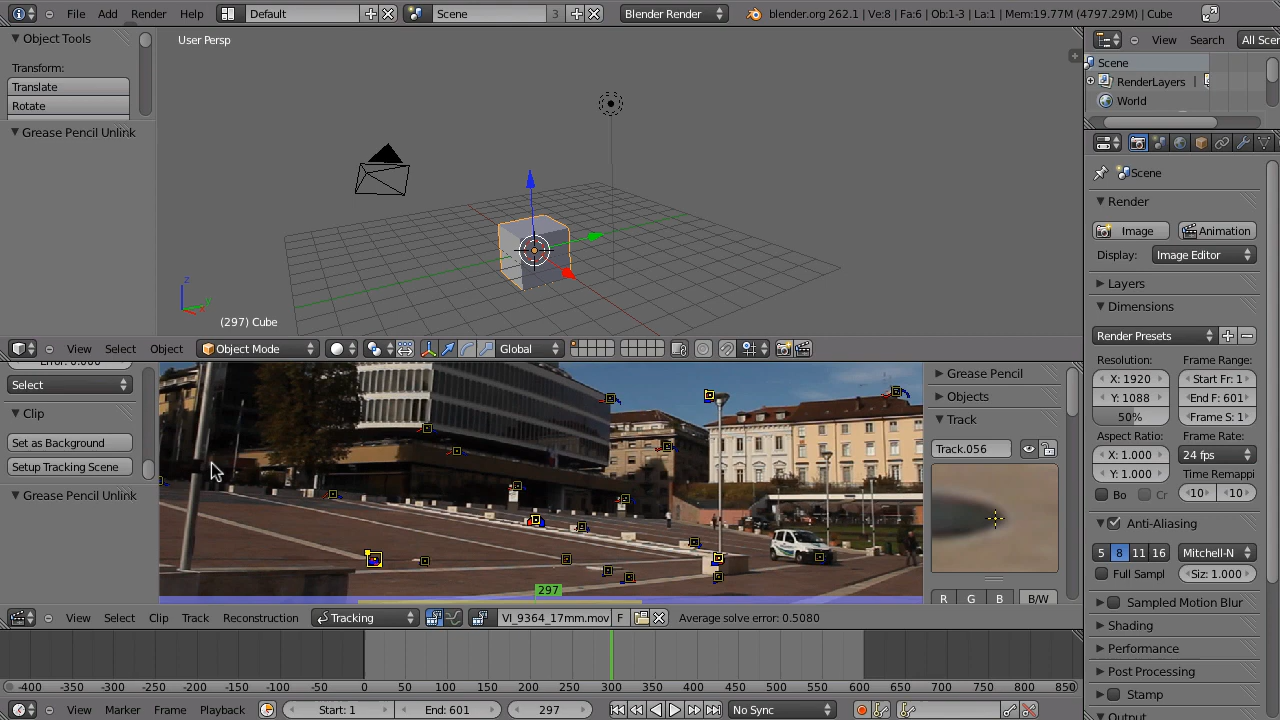 File Add Render Help Default Scene 3 Blender Render blender.org 262.1 | Ve:8 | Fa:6 | Ob:1-3 | La:1 | Mem:19.77M (4797.29M) | Cube
Object Tools
Transform:
Translate
Rotate
Grease Pencil Unlink
User Persp
Z
(297) Cube
View Search All Scen
Scene
RenderLayers |
World
Scene
Render
Image Animation
Display: Image Editor
Layers
Dimensions
Render Presets
Resolution: Frame Range:
X: 1920 Start Fr: 1
Y: 1088 End F: 601
50% Frame S: 1
Aspect Ratio: Frame Rate:
X: 1.000 24 fps
Y: 1.000 Time Remappi
Bo Cr 10 10
Anti-Aliasing
5 8 11 16 Mitchell-N
Full Sampl Siz: 1.000
Sampled Motion Blur
Shading
Performance
Post Processing
Stamp
View Select Object Object Mode Global
Select
Clip
Set as Background
Setup Tracking Scene
Grease Pencil Unlink
297
Grease Pencil
Objects
Track
Track.056
R G B B/W
View Select Clip Track Reconstruction Tracking VI_9364_17mm.mov F Average solve error: 0.5080
-400 -350 -300 -250 -200 -150 -100 -50 0 50 100 150 200 250 300 350 400 450 500 550 600 650 700 750 800 850
View Marker Frame Playback Start: 1 End: 601 297 No Sync